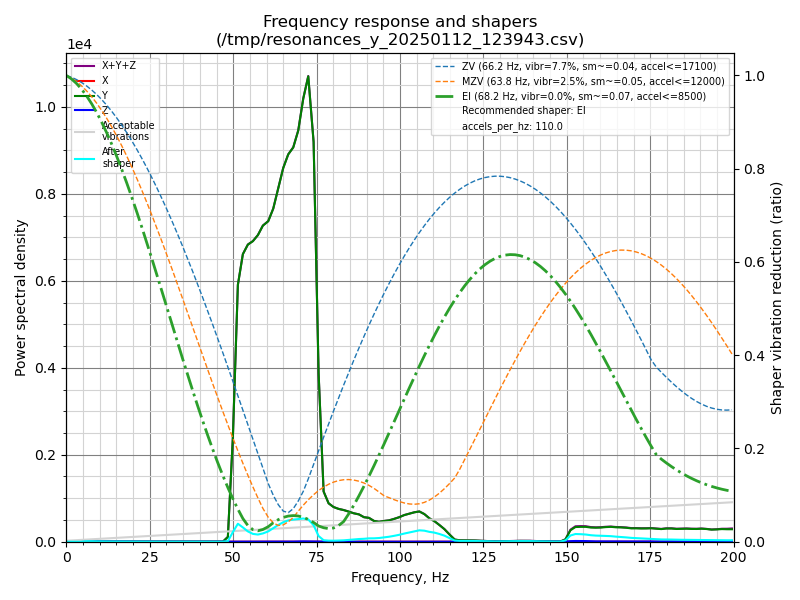 Frequency response and shapers
(/tmp/resonances_y_20250112_123943.csv)
1e4
X+Y+Z
X
Y
Z
Acceptable
vibrations
After
shaper
ZV (66.2 Hz, vibr=7.7%, sm~=0.04, accel<=17100)
MZV (63.8 Hz, vibr=2.5%, sm~=0.05, accel<=12000)
EI (68.2 Hz, vibr=0.0%, sm~=0.07, accel<=8500)
Recommended shaper: EI
accels_per_hz: 110.0
Power spectral density
1.0
0.8
0.6
0.4
0.2
0.0
Shaper vibration reduction (ratio)
1.0
0.8
0.6
0.4
0.2
0.0
0 25 50 75 100 125 150 175 200
Frequency, Hz